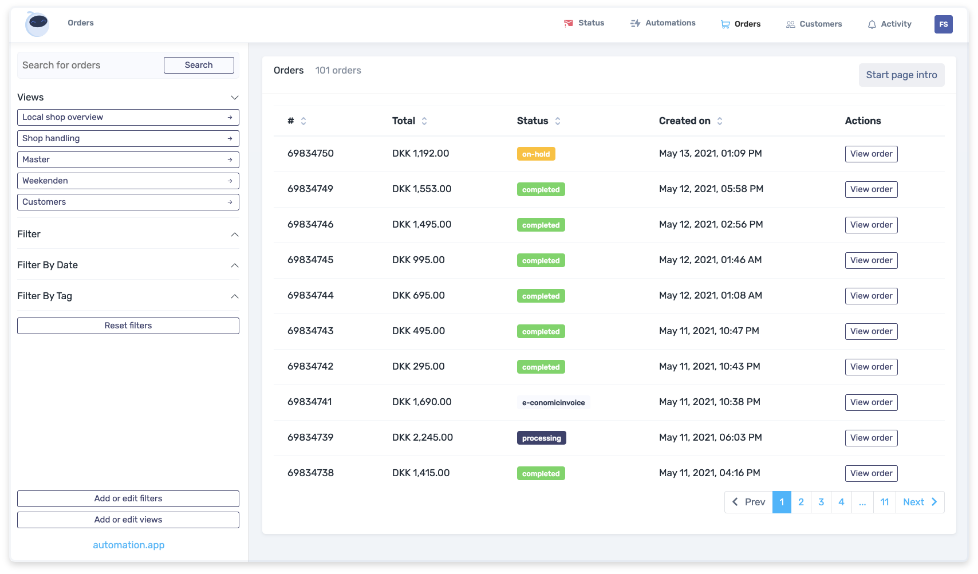 Orders
Status
Automations
Orders
Customers
Activity
FS
Search for orders
Search
Views
Local shop overview
Shop handling
Master
Weekenden
Customers
Filter
Filter By Date
Filter By Tag
Reset filters
Add or edit filters
Add or edit views
automation.app
Orders 101 orders
Start page intro
# Total Status Created on Actions
69834750 DKK 1,192.00 on-hold May 13, 2021, 01:09 PM View order
69834749 DKK 1,553.00 completed May 12, 2021, 05:58 PM View order
69834746 DKK 1,495.00 completed May 12, 2021, 02:56 PM View order
69834745 DKK 995.00 completed May 12, 2021, 01:46 AM View order
69834744 DKK 695.00 completed May 12, 2021, 01:08 AM View order
69834743 DKK 495.00 completed May 11, 2021, 10:47 PM View order
69834742 DKK 295.00 completed May 11, 2021, 10:43 PM View order
69834741 DKK 1,690.00 e-conomicinvoice May 11, 2021, 10:38 PM View order
69834739 DKK 2,245.00 processing May 11, 2021, 06:03 PM View order
69834738 DKK 1,415.00 completed May 11, 2021, 04:16 PM View order
Prev 1 2 3 4 ... 11 Next